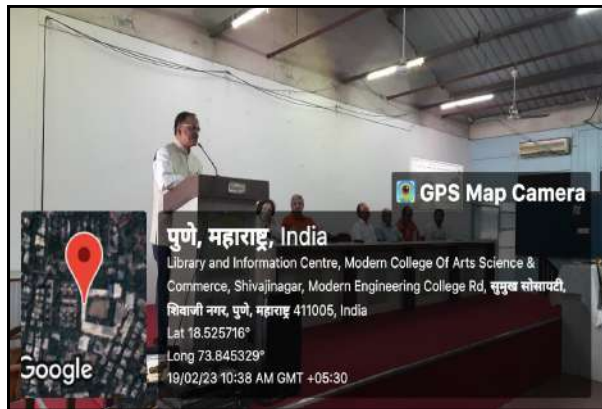 GPS Map Camera
पुणे, महाराष्ट्र, India
Library and Information Centre, Modern College Of Arts Science &
Commerce, Shivajinagar, Modern Engineering College Rd, सुमुख सोसायटी,
शिवाजी नगर, पुणे, महाराष्ट्र 411005, India
Lat 18.525716°
Long 73.845329°
19/02/23 10:38 AM GMT +05:30
Google